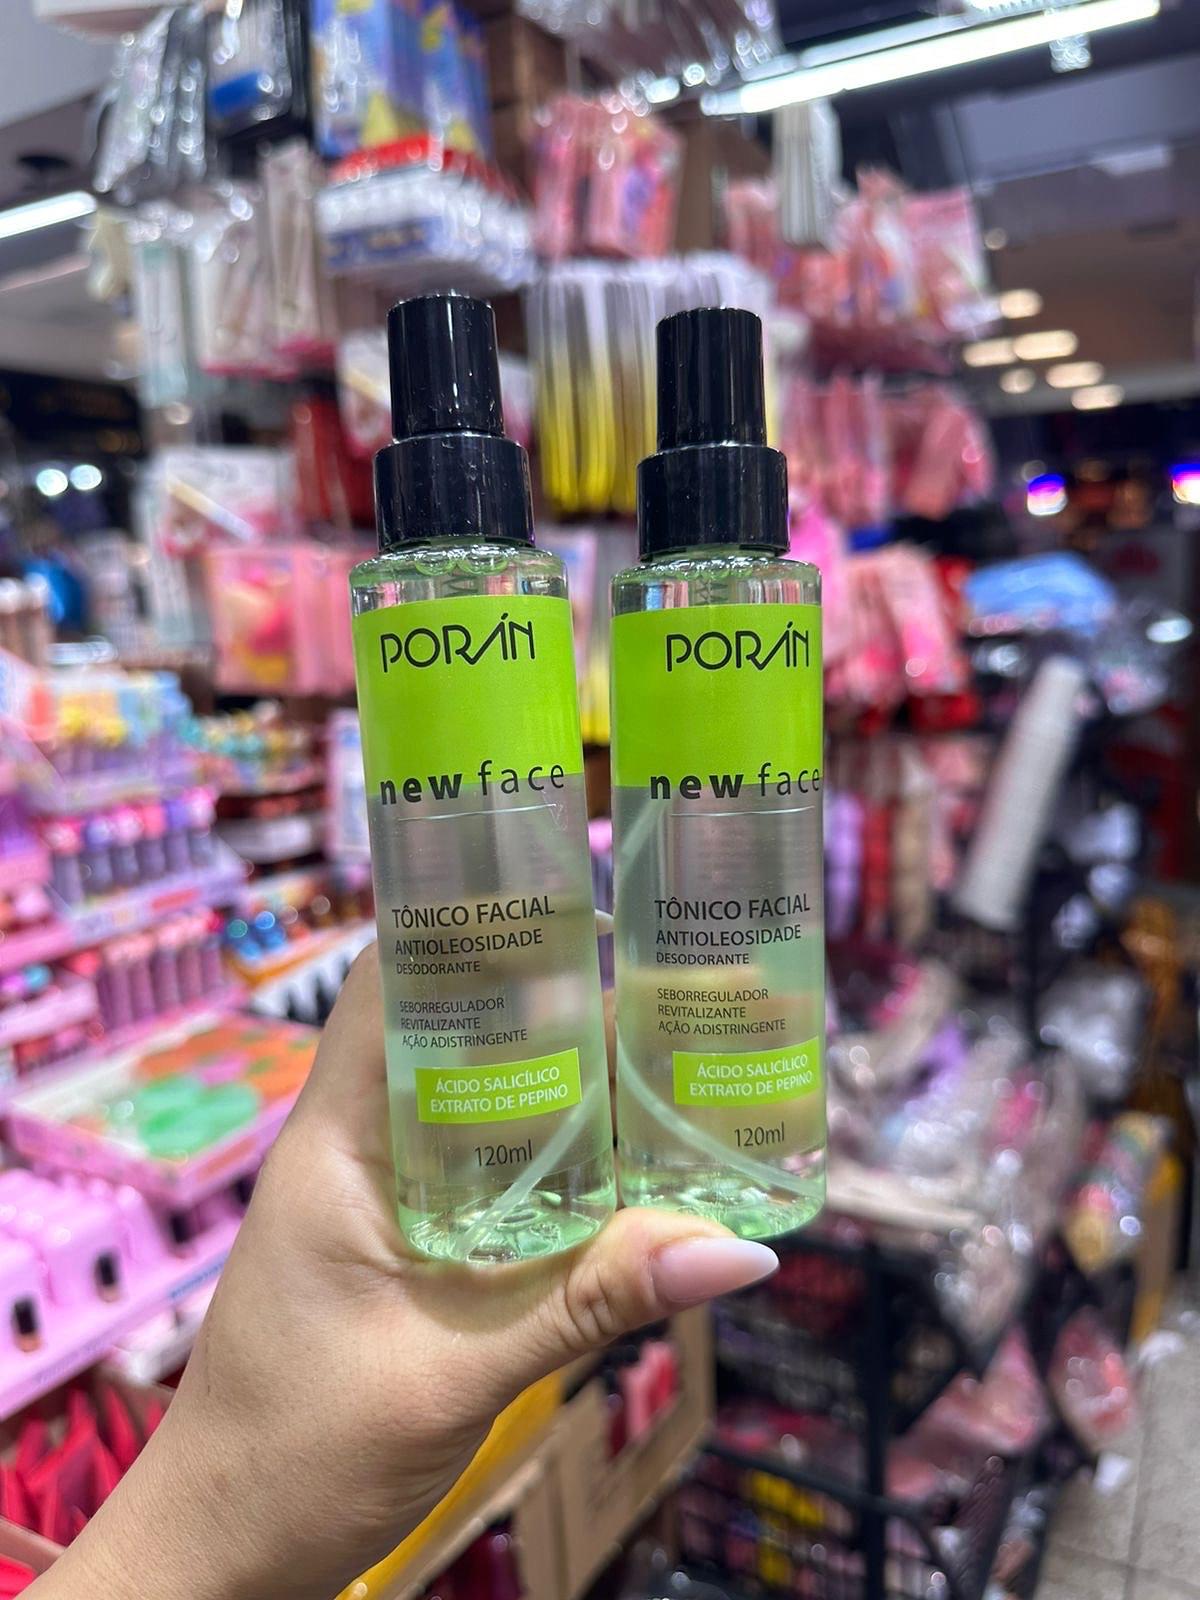 PORÁN
new face
TÔNICO FACIAL
ANTIOLEOSIDADE
DESODORANTE
SEBORREGULADOR
REVITALIZANTE
AÇÃO ADISTRINGENTE
ÁCIDO SALICÍLICO
EXTRATO DE PEPINO
120ml
PORÁN
new face
TÔNICO FACIAL
ANTIOLEOSIDADE
DESODORANTE
SEBORREGULADOR
REVITALIZANTE
AÇÃO ADISTRINGENTE
ÁCIDO SALICÍLICO
EXTRATO DE PEPINO
120ml